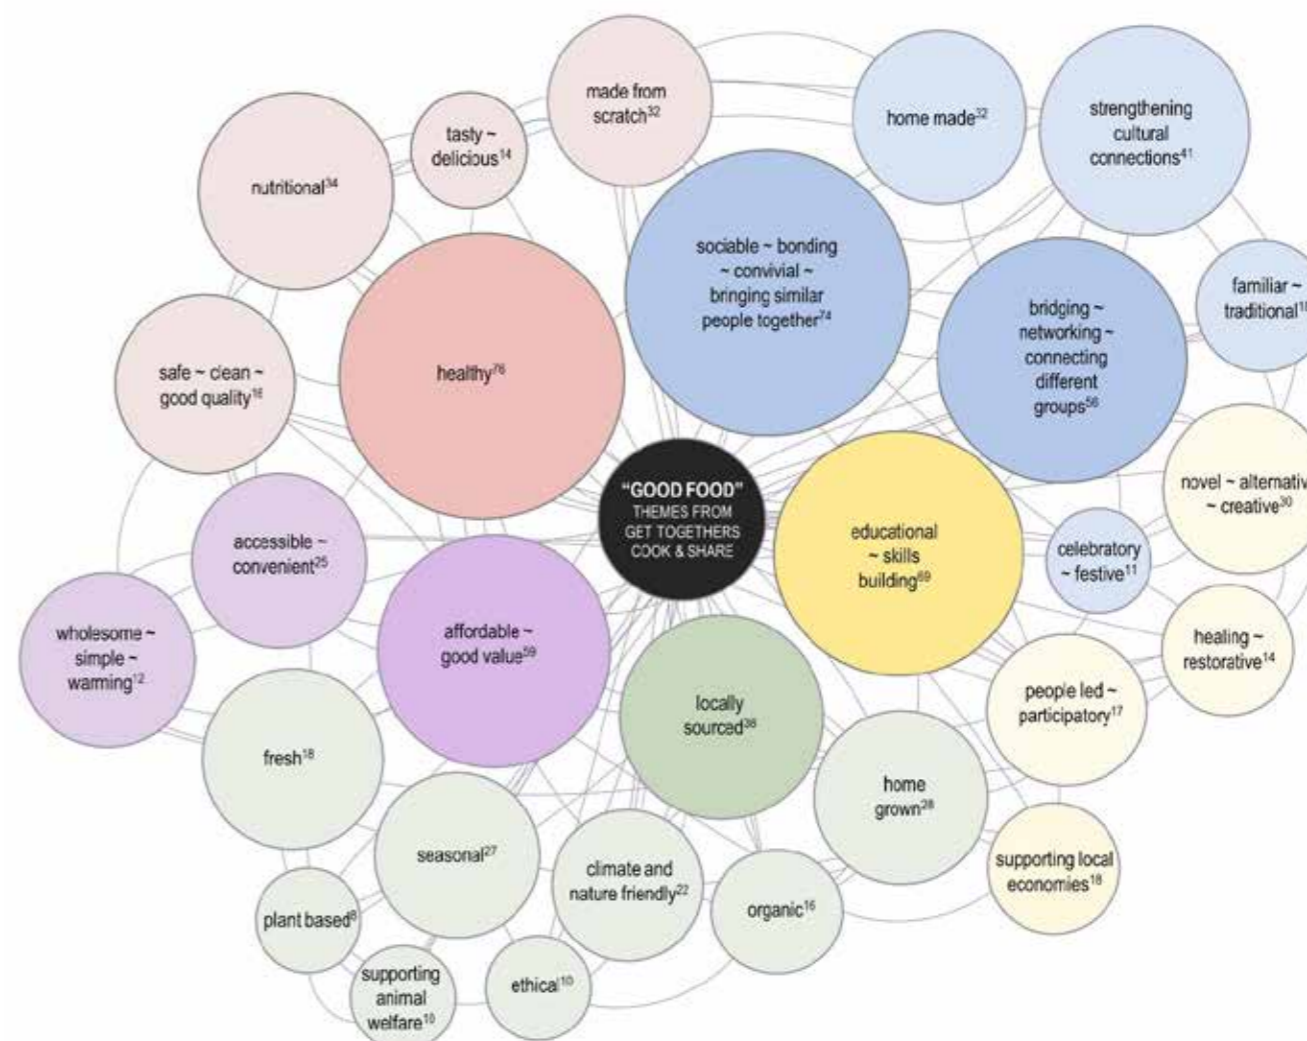 made from
scratch32
home made32
strengthening
cultural
connections41
tasty ~
delicious14
nutritional34
sociable ~ bonding
~ convivial ~
bringing similar
people together74
familiar ~
traditional
bridging ~
networking ~
connecting
different
groups56
healthy76
safe ~ clean ~
good quality16
"GOOD FOOD"
THEMES FROM
GET TOGETHERS
COOK & SHARE
novel ~ alternativ
~ creative30
educational
~ skills
building69
celebratory
~ festive11
accessible ~
convenient25
affordable ~
good value59
wholesome ~
simple ~
warming12
healing ~
restorative14
people led ~
participatory17
locally
sourced38
fresh18
home
grown28
seasonal27
climate and
nature friendly22
supporting local
economies18
organic16
plant based8
supporting
animal
welfare10
ethical10